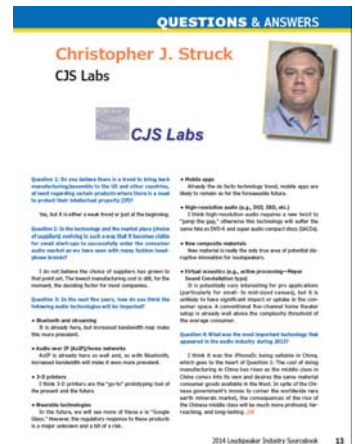 QUESTIONS & ANSWERS
Christopher J. Struck
CJS Labs
CJS Labs
Question 1: Do you believe there is a trend to bring back
manufacturing/assembly to the US and other countries,
at least regarding certain products where there is a need
to protect their intellectual property (IP)?
Yes, but it is either a weak trend or just at the beginning.
Question 2: Is the technology and the market place (choice
of suppliers) evolving in such a way that it becomes viable
for small start-ups to successfully order the consumer
audio market as we have seen with many fashion head-
phone brands?
I do not believe the choice of suppliers has grown to
that point yet. The lowest manufacturing cost is still, for the
moment, the deciding factor for most companies.
Question 3: In the next five years, how do you think the
following audio technologies will be impacted?
• Bluetooth and streaming
It is already here, but increased bandwidth may make
this more prevalent.
• Audio over IP (AoIP)/home networks
AoIP is already here as well and, as with Bluetooth,
increased bandwidth will make it even more prevalent.
• 3-D printers
I think 3-D printers are the "go-to" prototyping tool of
the present and the future.
• Wearable technologies
In the future, we will see more of these a la "Google
Glass." However, the regulatory response to these products
is a major unknown and a bit of a risk.
• Mobile apps
Already the de facto technology trend, mobile apps are
likely to remain so for the foreseeable future.
• High-resolution audio (e.g., DVD, DSD, etc.)
I think high-resolution audio requires a new twist to
"jump the gap," otherwise this technology will suffer the
same fate as DVD-A and super audio compact discs (SACDs).
• New composite materials
New material is really the only true area of potential dis-
ruptive innovation for loudspeakers.
• Virtual acoustics (e.g., active processing—Meyer
Sound Constellation type)
It is potentially very interesting for pro applications
(particularly for small- to mid-sized venues), but it is
unlikely to have significant impact or uptake in the con-
sumer space. A conventional five-channel home theater
setup is already well above the complexity threshold of
the average consumer.
Question 4: What was the most important technology that
appeared in the audio industry during 2013?
I think it was the iPhone5c being sellable in China,
which goes to the heart of Question 1: The cost of doing
manufacturing in China has risen as the middle class in
China comes into its own and desires the same material
consumer goods available in the West. In spite of the Chi-
nese government's moves to corner the worldwide rare
earth minerals market, the consequences of the rise of
the Chinese middle class will be much more profound, far-
reaching, and long-lasting.
2014 Loudspeaker Industry Sourcebook 13